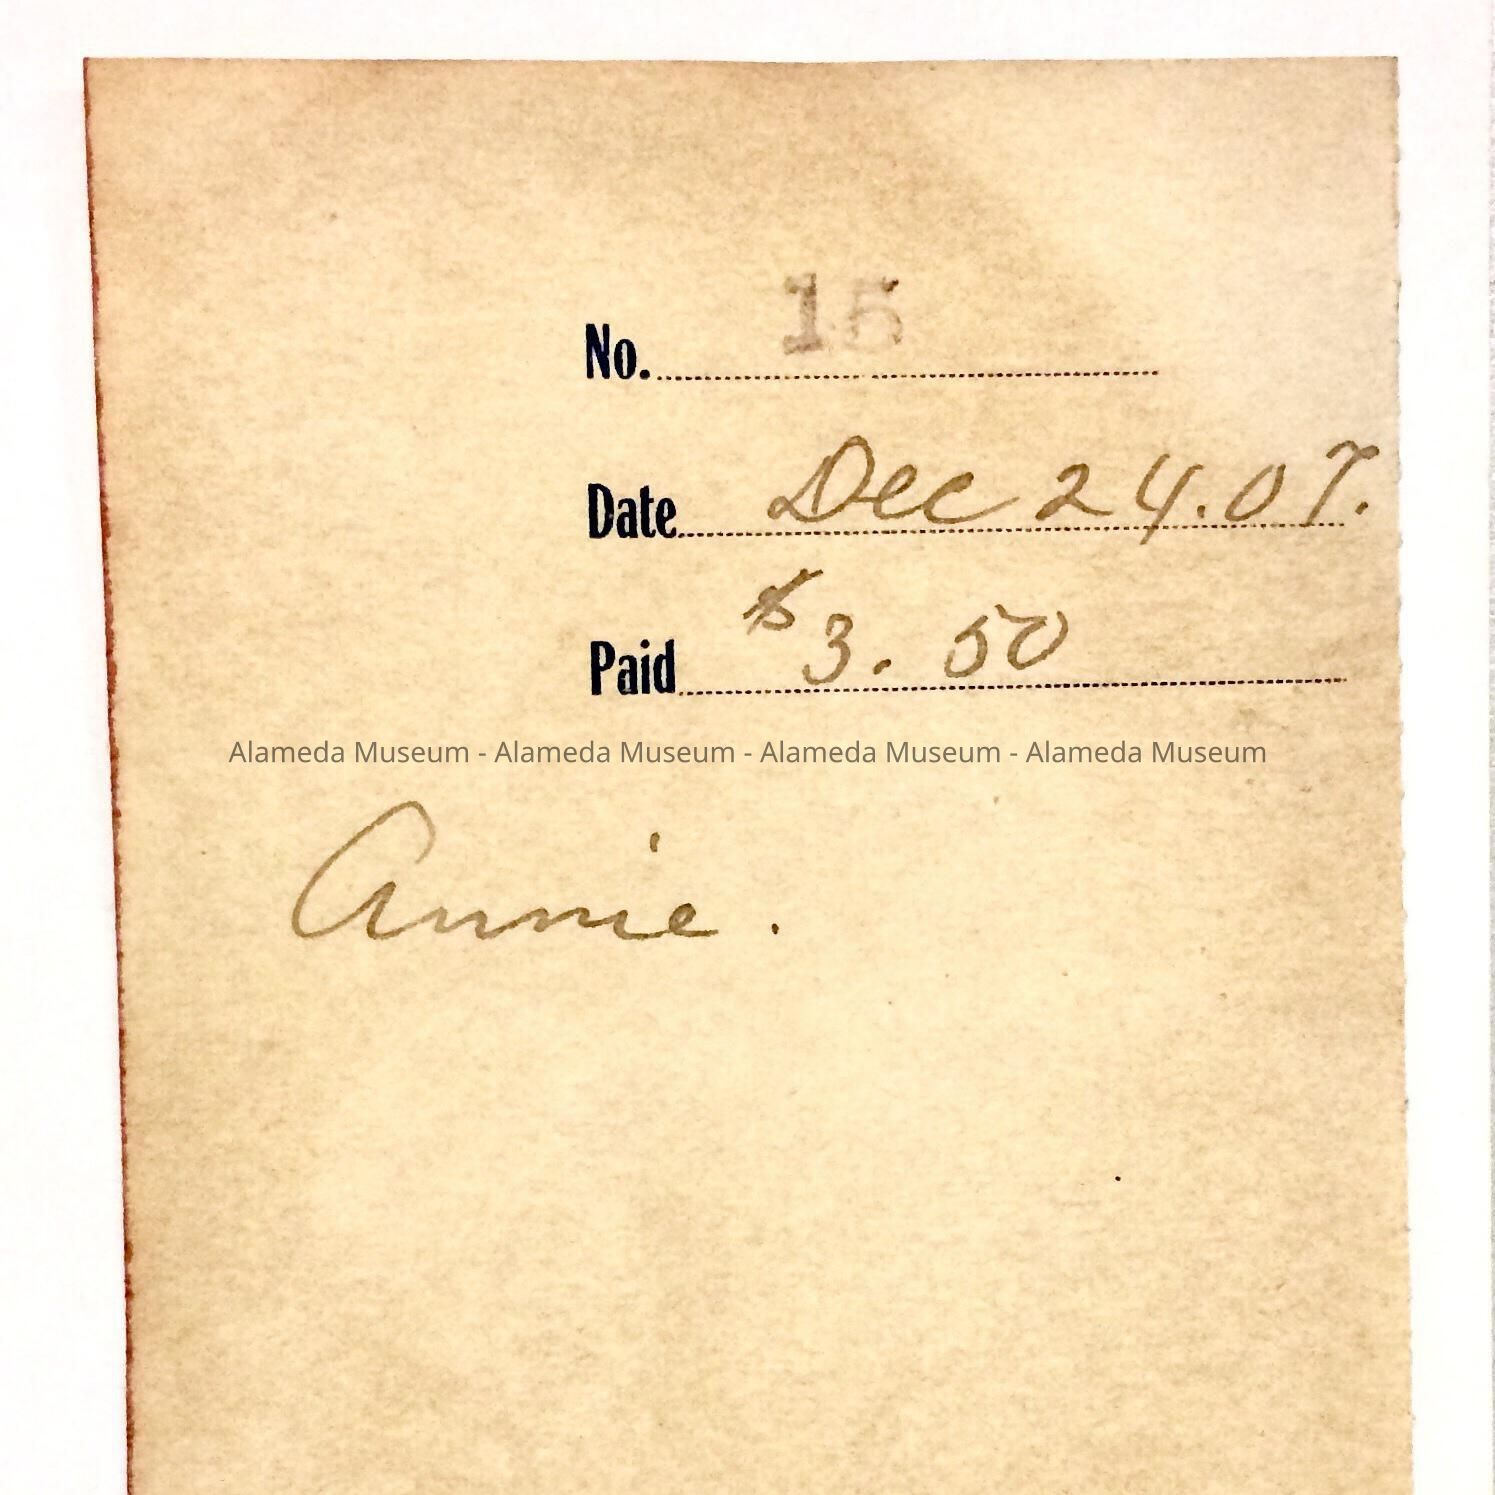 No. 15
Date Dec 24.07.
Paid $3.50
Alameda Museum - Alameda Museum - Alameda Museum - Alameda Museum
Annie.